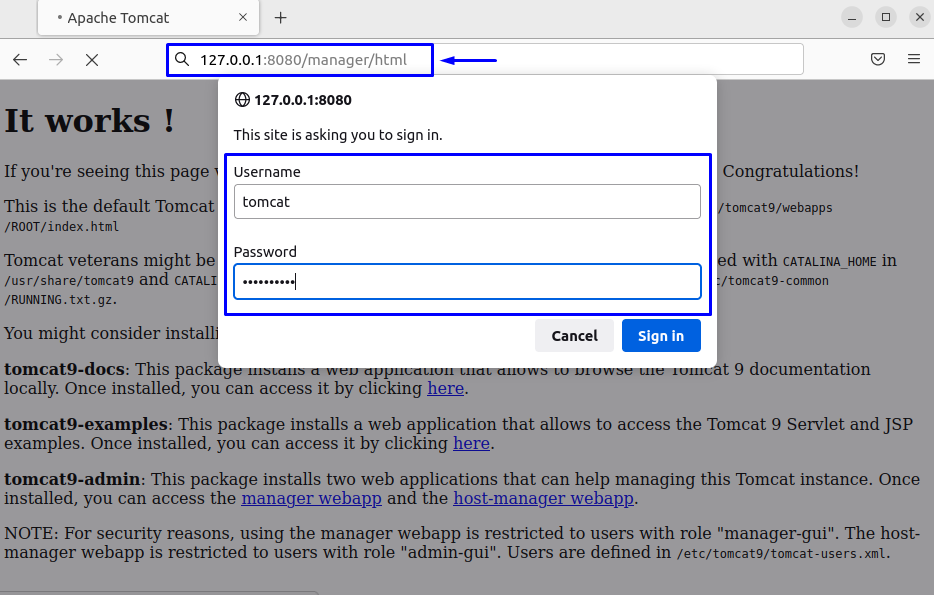 Apache Tomcat
127.0.0.1:8080/manager/html
127.0.0.1:8080
This site is asking you to sign in.
Username
tomcat
Password
••••••••••
Cancel
Sign in
It works !
If you're seeing this page
Congratulations!
This is the default Tomcat
/tomcat9/webapps
/ROOT/index.html
Tomcat veterans might be
ed with CATALINA_HOME in
/usr/share/tomcat9 and CATALI
/tomcat9-common
/RUNNING.txt.gz.
You might consider installi
tomcat9-docs: This package installs a web application that allows to browse the Tomcat 9 documentation
locally. Once installed, you can access it by clicking here.
tomcat9-examples: This package installs a web application that allows to access the Tomcat 9 Servlet and JSP
examples. Once installed, you can access it by clicking here.
tomcat9-admin: This package installs two web applications that can help managing this Tomcat instance. Once
installed, you can access the manager webapp and the host-manager webapp.
NOTE: For security reasons, using the manager webapp is restricted to users with role "manager-gui". The host-
manager webapp is restricted to users with role "admin-gui". Users are defined in /etc/tomcat9/tomcat-users.xml.